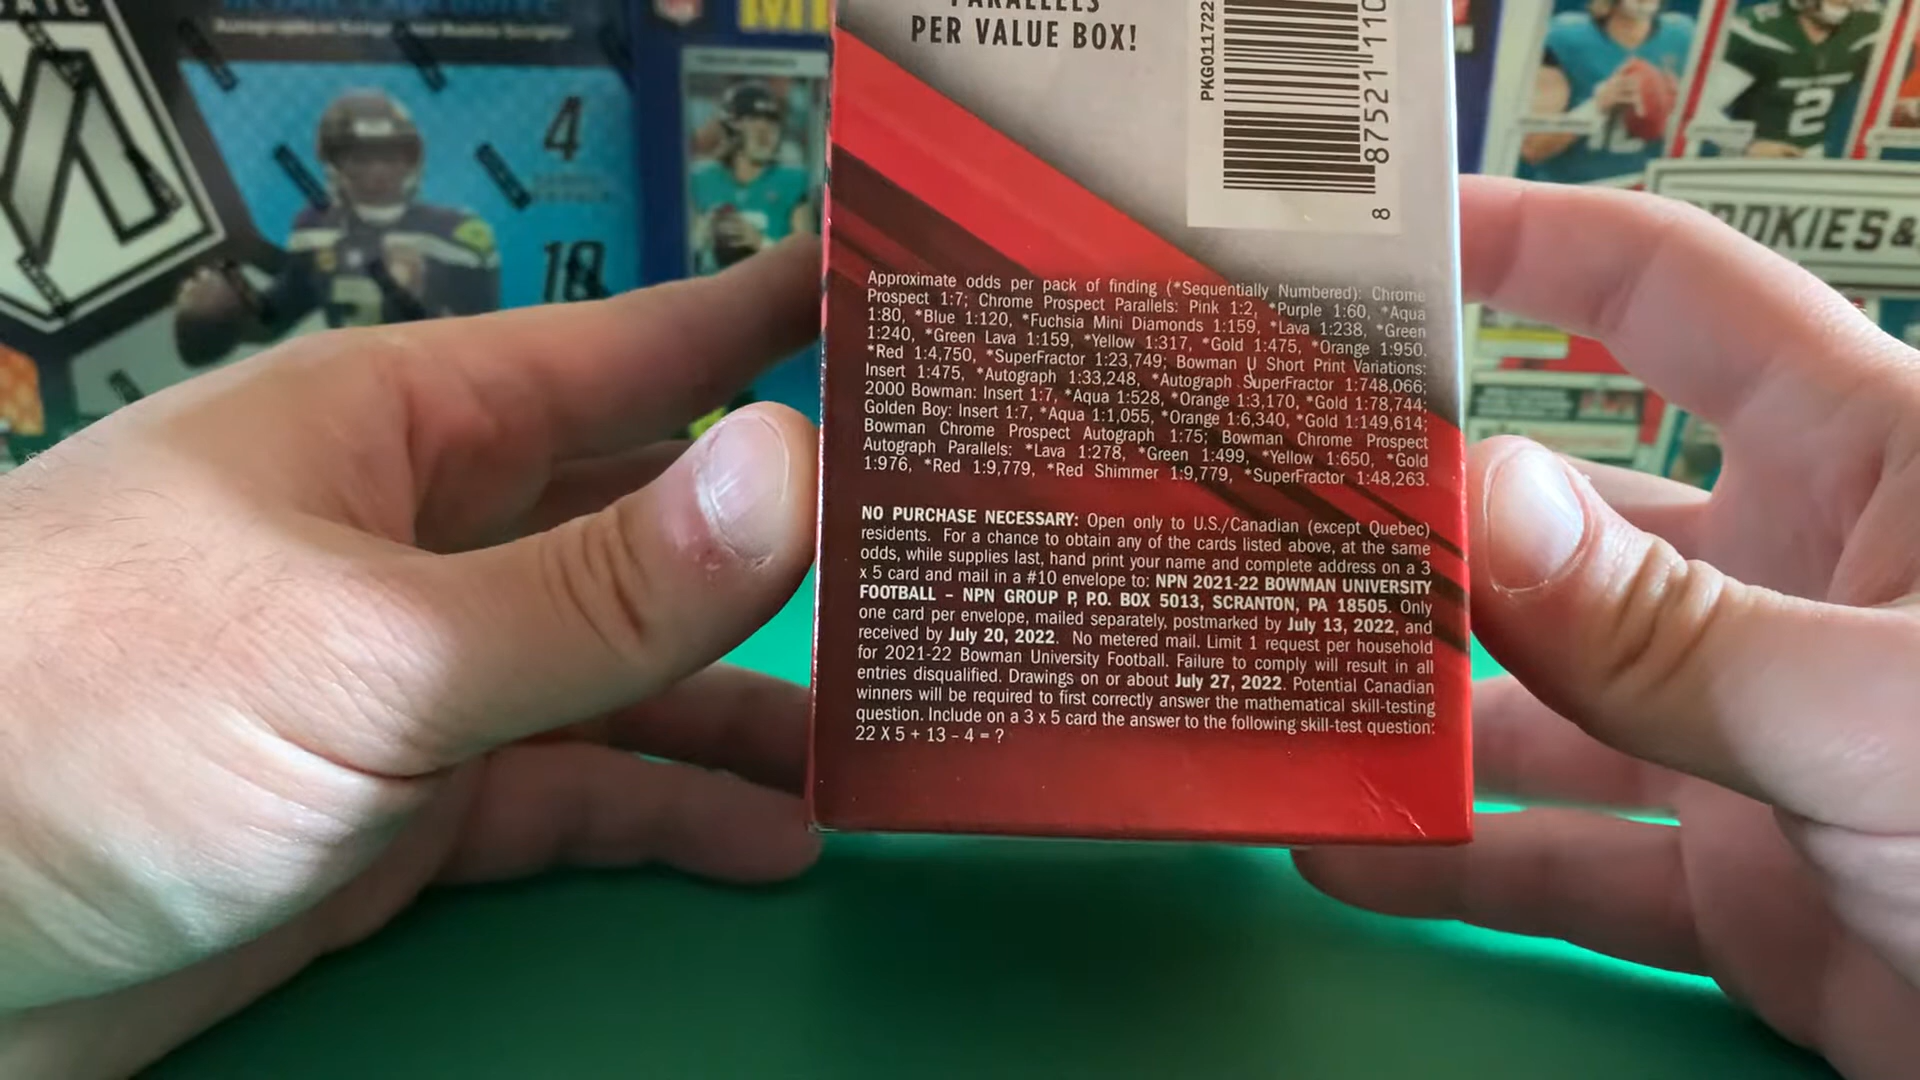 PARALLELS
PER VALUE BOX!
PKG011722
8
87521 110
4
18
2
OOKIES&
Approximate odds per pack of finding (*Sequentially Numbered): Chrome
Prospect 1:7; Chrome Prospect Parallels: Pink 1:2, *Purple 1:60, *Aqua
1:80, *Blue 1:120, *Fuchsia Mini Diamonds 1:159, *Lava 1:238, *Green
1:240, *Green Lava 1:159, *Yellow 1:317, *Gold 1:475, *Orange 1:950,
*Red 1:4,750, *SuperFractor 1:23,749; Bowman U Short Print Variations:
Insert 1:475, *Autograph 1:33,248, *Autograph SuperFractor 1:748,066;
2000 Bowman: Insert 1:7, *Aqua 1:528, *Orange 1:3,170, *Gold 1:78,744;
Golden Boy: Insert 1:7, *Aqua 1:1,055, *Orange 1:6,340, *Gold 1:149,614;
Bowman Chrome Prospect Autograph 1:75; Bowman Chrome Prospect
Autograph Parallels: *Lava 1:278, *Green 1:499, *Yellow 1:650, *Gold
1:976, *Red 1:9,779, *Red Shimmer 1:9,779, *SuperFractor 1:48,263.
NO PURCHASE NECESSARY: Open only to U.S./Canadian (except Quebec)
residents. For a chance to obtain any of the cards listed above, at the same
odds, while supplies last, hand print your name and complete address on a 3
x 5 card and mail in a #10 envelope to: NPN 2021-22 BOWMAN UNIVERSITY
FOOTBALL – NPN GROUP P, P.O. BOX 5013, SCRANTON, PA 18505. Only
one card per envelope, mailed separately, postmarked by July 13, 2022, and
received by July 20, 2022. No metered mail. Limit 1 request per household
for 2021-22 Bowman University Football. Failure to comply will result in all
entries disqualified. Drawings on or about July 27, 2022. Potential Canadian
winners will be required to first correctly answer the mathematical skill-testing
question. Include on a 3 x 5 card the answer to the following skill-test question:
22 X 5 + 13 – 4 = ?